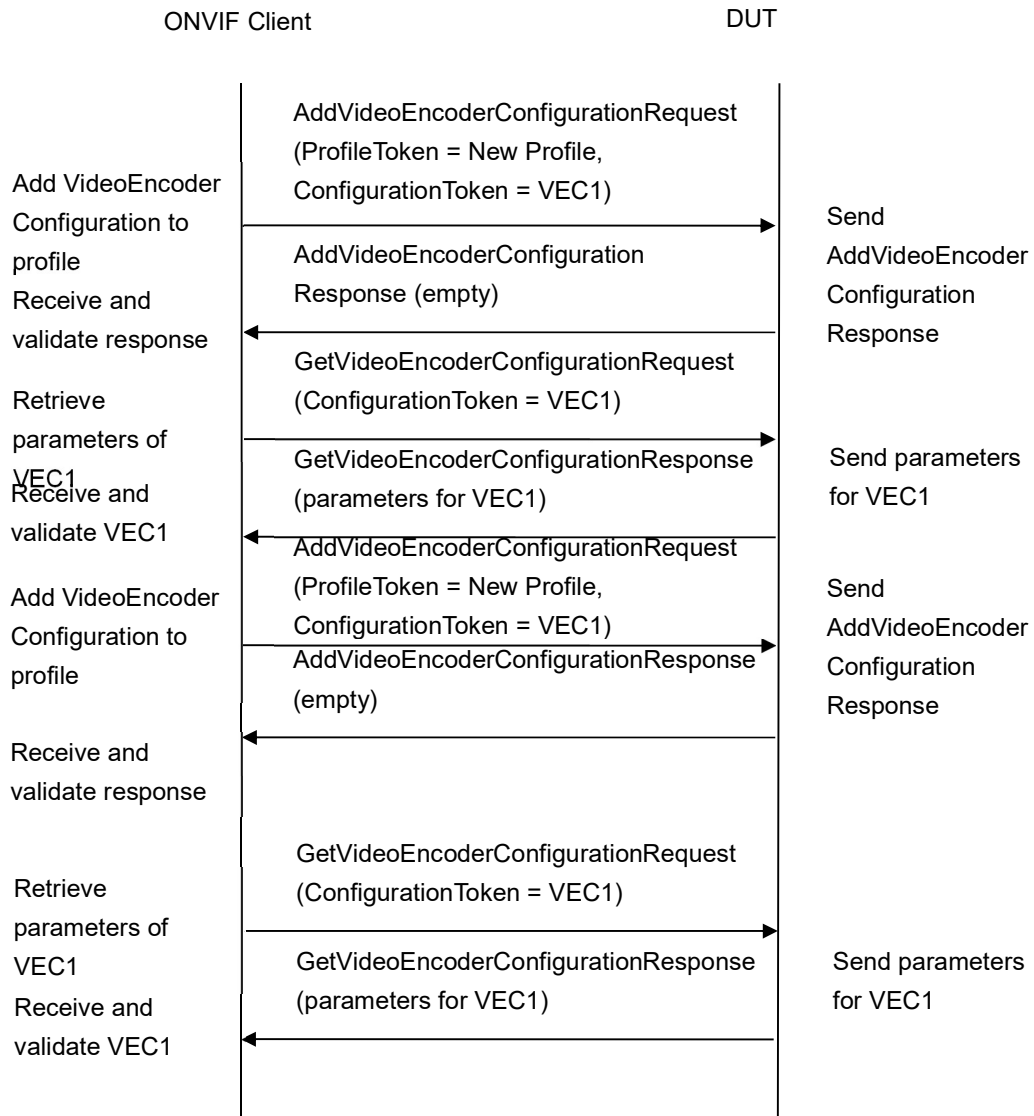 ONVIF Client
DUT
AddVideoEncoderConfigurationRequest
(ProfileToken = New Profile,
ConfigurationToken = VEC1)
Add VideoEncoder
Configuration to
profile
Send
AddVideoEncoder
Configuration
Response
AddVideoEncoderConfiguration
Response (empty)
Receive and
validate response
GetVideoEncoderConfigurationRequest
(ConfigurationToken = VEC1)
Retrieve
parameters of
VEC1
GetVideoEncoderConfigurationResponse
(parameters for VEC1)
Send parameters
for VEC1
Receive and
validate VEC1
AddVideoEncoderConfigurationRequest
(ProfileToken = New Profile,
ConfigurationToken = VEC1)
Add VideoEncoder
Configuration to
profile
Send
AddVideoEncoder
Configuration
Response
AddVideoEncoderConfigurationResponse
(empty)
Receive and
validate response
GetVideoEncoderConfigurationRequest
(ConfigurationToken = VEC1)
Retrieve
parameters of
VEC1
GetVideoEncoderConfigurationResponse
(parameters for VEC1)
Send parameters
for VEC1
Receive and
validate VEC1